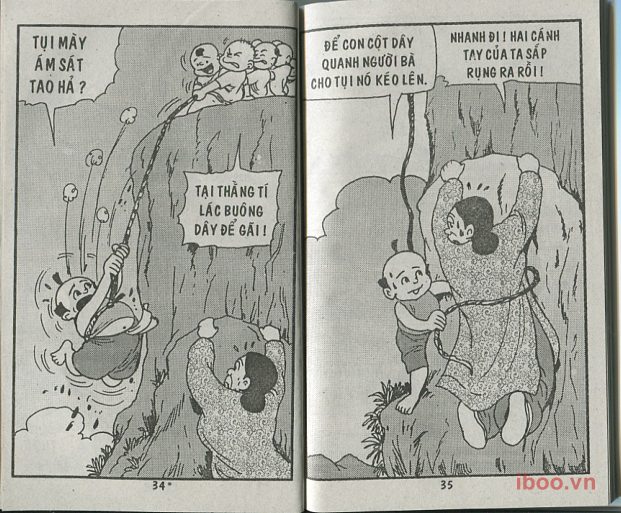 TỤI MÀY
ÁM SÁT
TAO HẢ ?
TẠI THẰNG TÍ
LÁC BUÔNG
DÂY ĐỂ GÃI !
34
ĐỂ CON CỘT DÂY
QUANH NGƯỜI BÀ
CHO TỤI NÓ KÉO LÊN.
NHANH ĐI ! HAI CÁNH
TAY CỦA TA SẮP
RỤNG RA RỒI !
35
iboo.vn